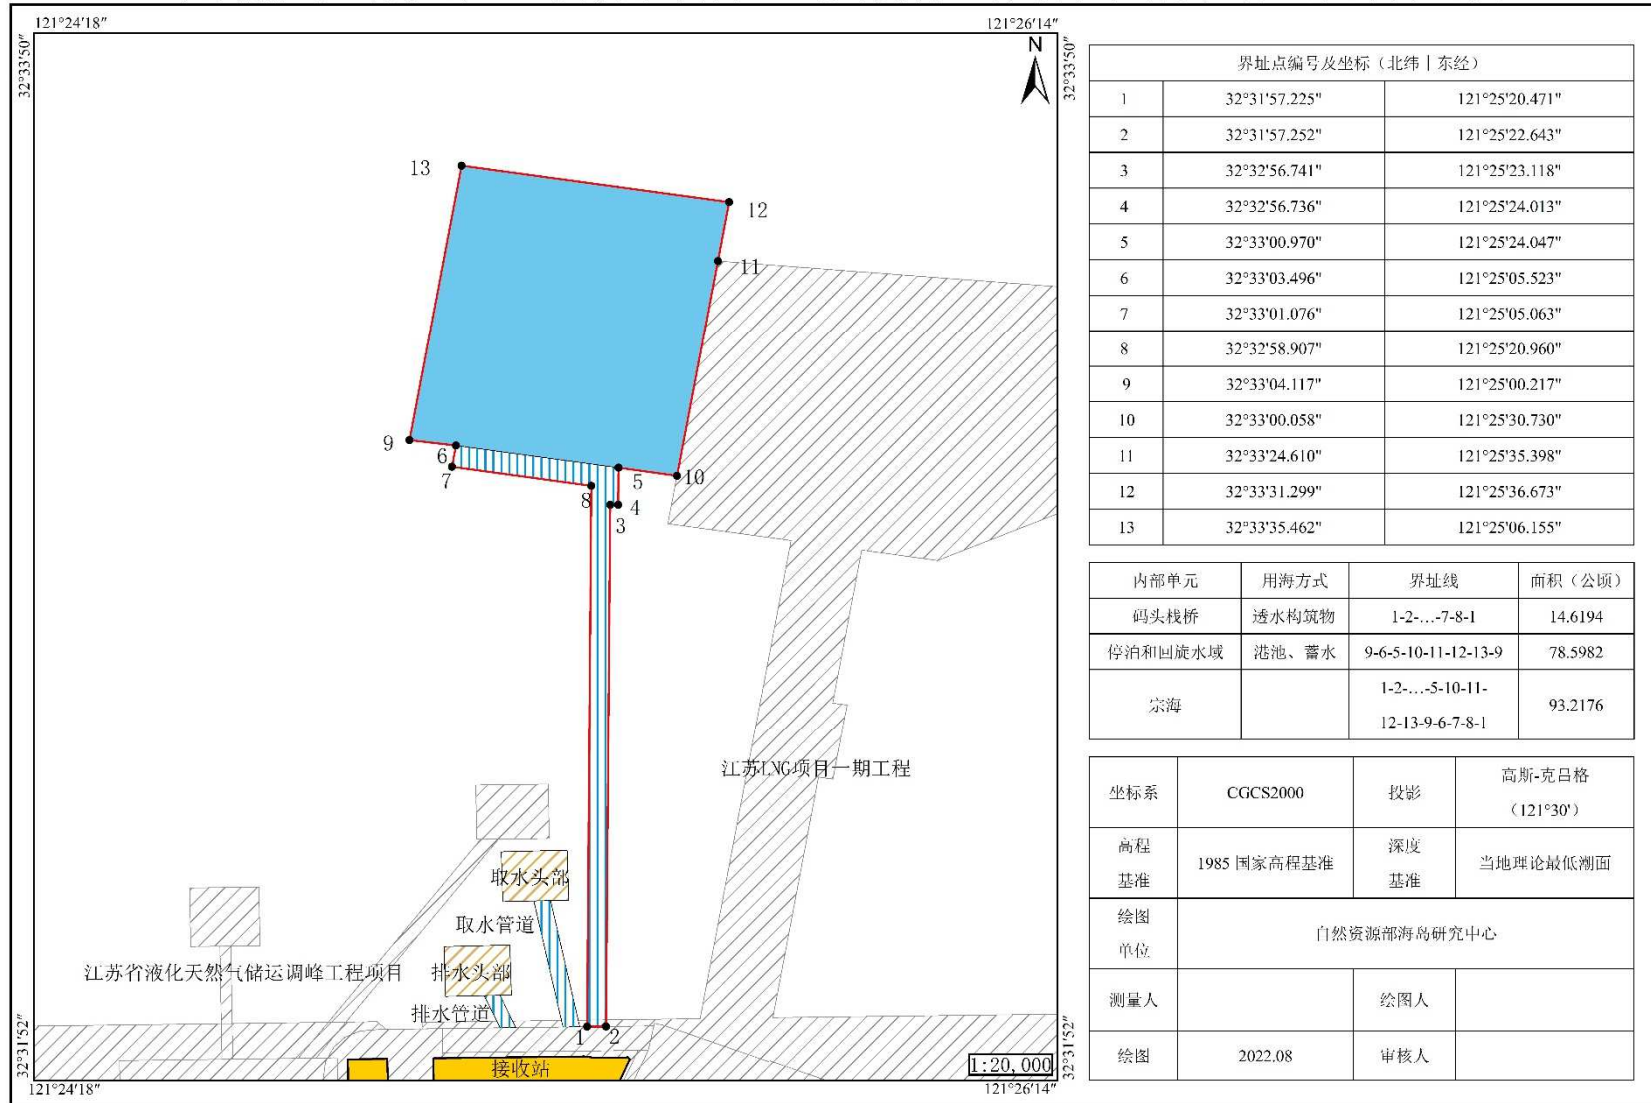 121°24′18″
121°26′14″
32°33′50″
32°33′50″
N
13
12
11
9
6
7
5
10
8
4
3
江苏LNG项目一期工程
取水头部
取水管道
江苏省液化天然气储运调峰工程项目
排水头部
排水管道
1
2
接收站
1:20,000
32°31′52″
32°31′52″
121°24′18″
121°26′14″
界址点编号及坐标（北纬｜东经）
1 32°31'57.225" 121°25'20.471"
2 32°31'57.252" 121°25'22.643"
3 32°32'56.741" 121°25'23.118"
4 32°32'56.736" 121°25'24.013"
5 32°33'00.970" 121°25'24.047"
6 32°33'03.496" 121°25'05.523"
7 32°33'01.076" 121°25'05.063"
8 32°32'58.907" 121°25'20.960"
9 32°33'04.117" 121°25'00.217"
10 32°33'00.058" 121°25'30.730"
11 32°33'24.610" 121°25'35.398"
12 32°33'31.299" 121°25'36.673"
13 32°33'35.462" 121°25'06.155"
内部单元 用海方式 界址线 面积（公顷）
码头栈桥 透水构筑物 1-2-…-7-8-1 14.6194
停泊和回旋水域 港池、蓄水 9-6-5-10-11-12-13-9 78.5982
宗海 1-2-…-5-10-11-
12-13-9-6-7-8-1 93.2176
坐标系 CGCS2000 投影 高斯-克吕格
（121°30'）
高程
基准 1985 国家高程基准 深度
基准 当地理论最低潮面
绘图
单位 自然资源部海岛研究中心
测量人 绘图人
绘图 2022.08 审核人